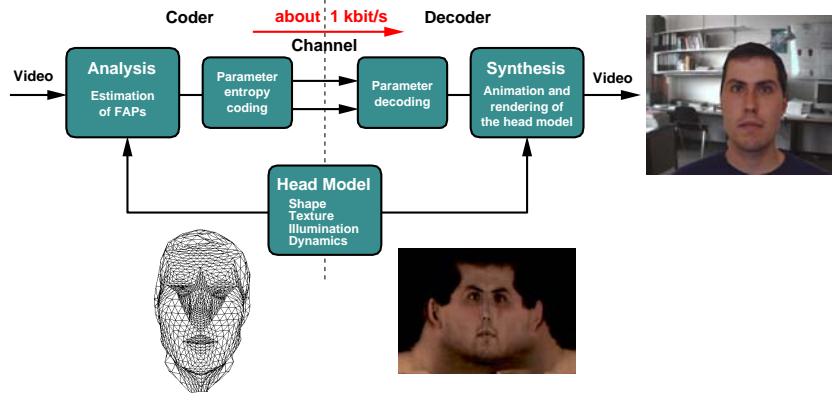 Coder
about 1 kbit/s
Decoder
Channel
Video
Analysis
Estimation
of FAPs
Parameter
entropy
coding
Parameter
decoding
Synthesis
Animation and
rendering of
the head model
Video
Head Model
Shape
Texture
Illumination
Dynamics